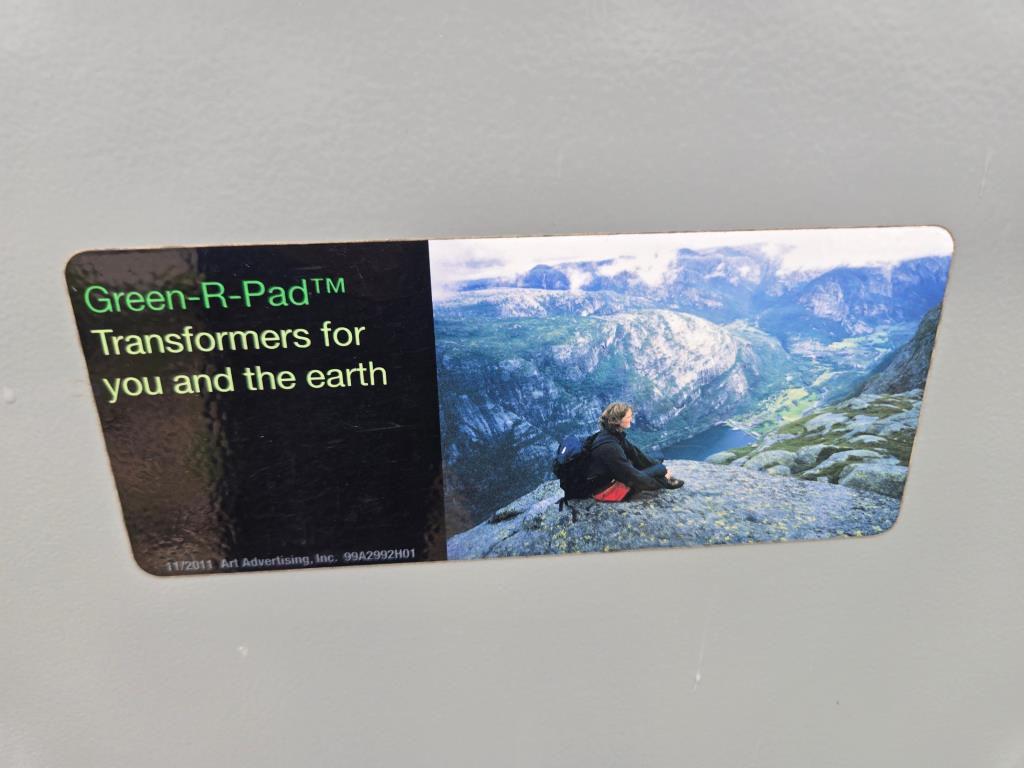 Green-R-Pad™
Transformers for
you and the earth
11/2011 Art Advertising, Inc. 99A2992H01